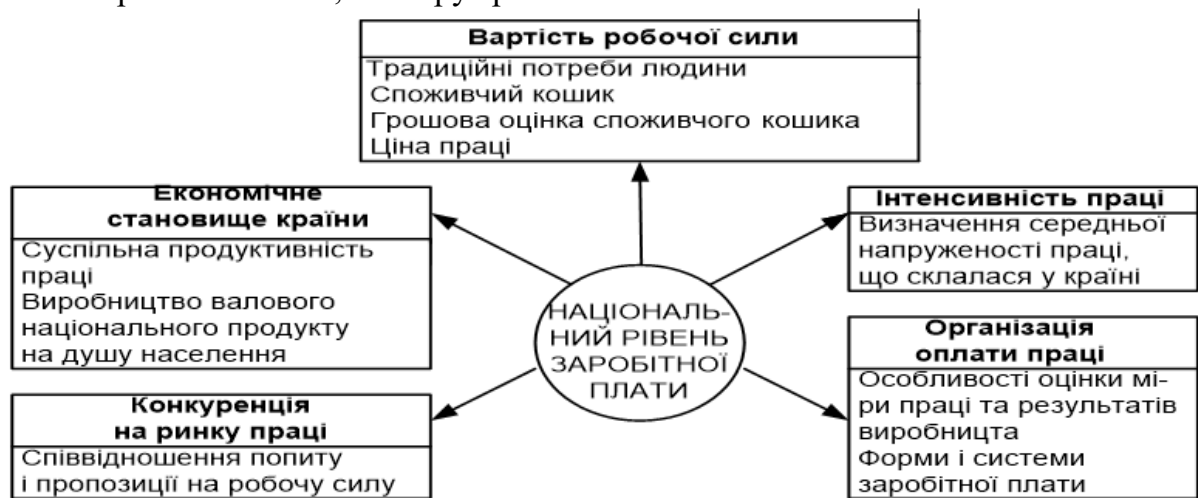 Вартість робочої сили
Традиційні потреби людини
Споживчий кошик
Грошова оцінка споживчого кошика
Ціна праці
Економічне
становище країни
Суспільна продуктивність
праці
Виробництво валового
національного продукту
на душу населення
Інтенсивність праці
Визначення середньої
напруженості праці,
що склалася у країні
НАЦІОНАЛЬ-
НИЙ РІВЕНЬ
ЗАРОБІТНОЇ
ПЛАТИ
Організація
оплати праці
Особливості оцінки мі-
ри праці та результатів
виробницта
Форми і системи
заробітної плати
Конкуренція
на ринку праці
Співвідношення попиту
і пропозиції на робочу силу